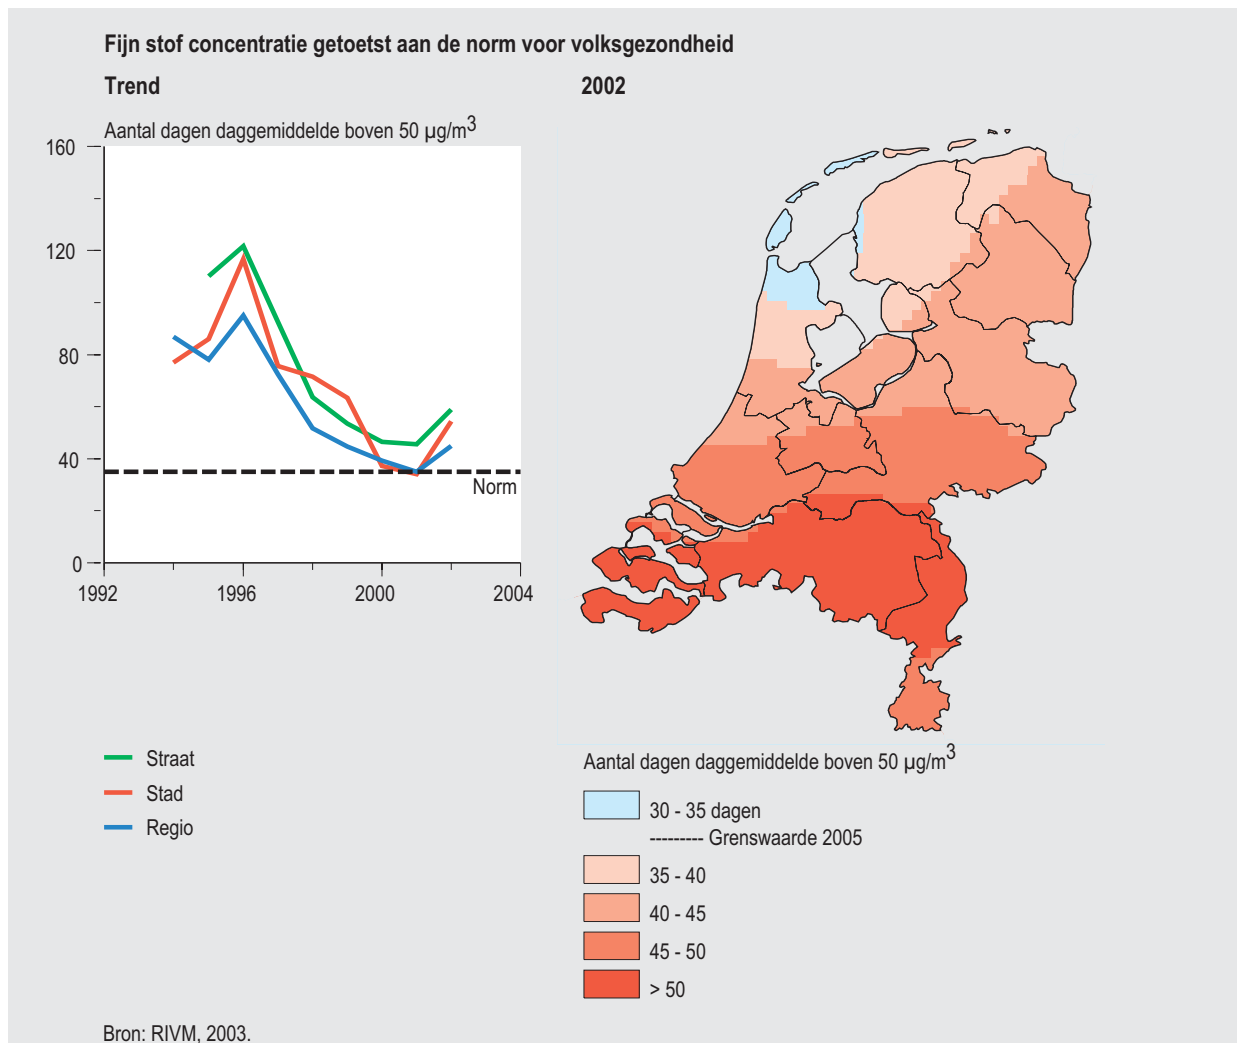 Fijn stof concentratie getoetst aan de norm voor volksgezondheid
Trend
Aantal dagen daggemiddelde boven 50 µg/m3
160
120
80
40
0
Norm
1992
1996
2000
2004
Straat
Stad
Regio
2002
Aantal dagen daggemiddelde boven 50 µg/m3
30 - 35 dagen
--------- Grenswaarde 2005
35 - 40
40 - 45
45 - 50
> 50
Bron: RIVM, 2003.